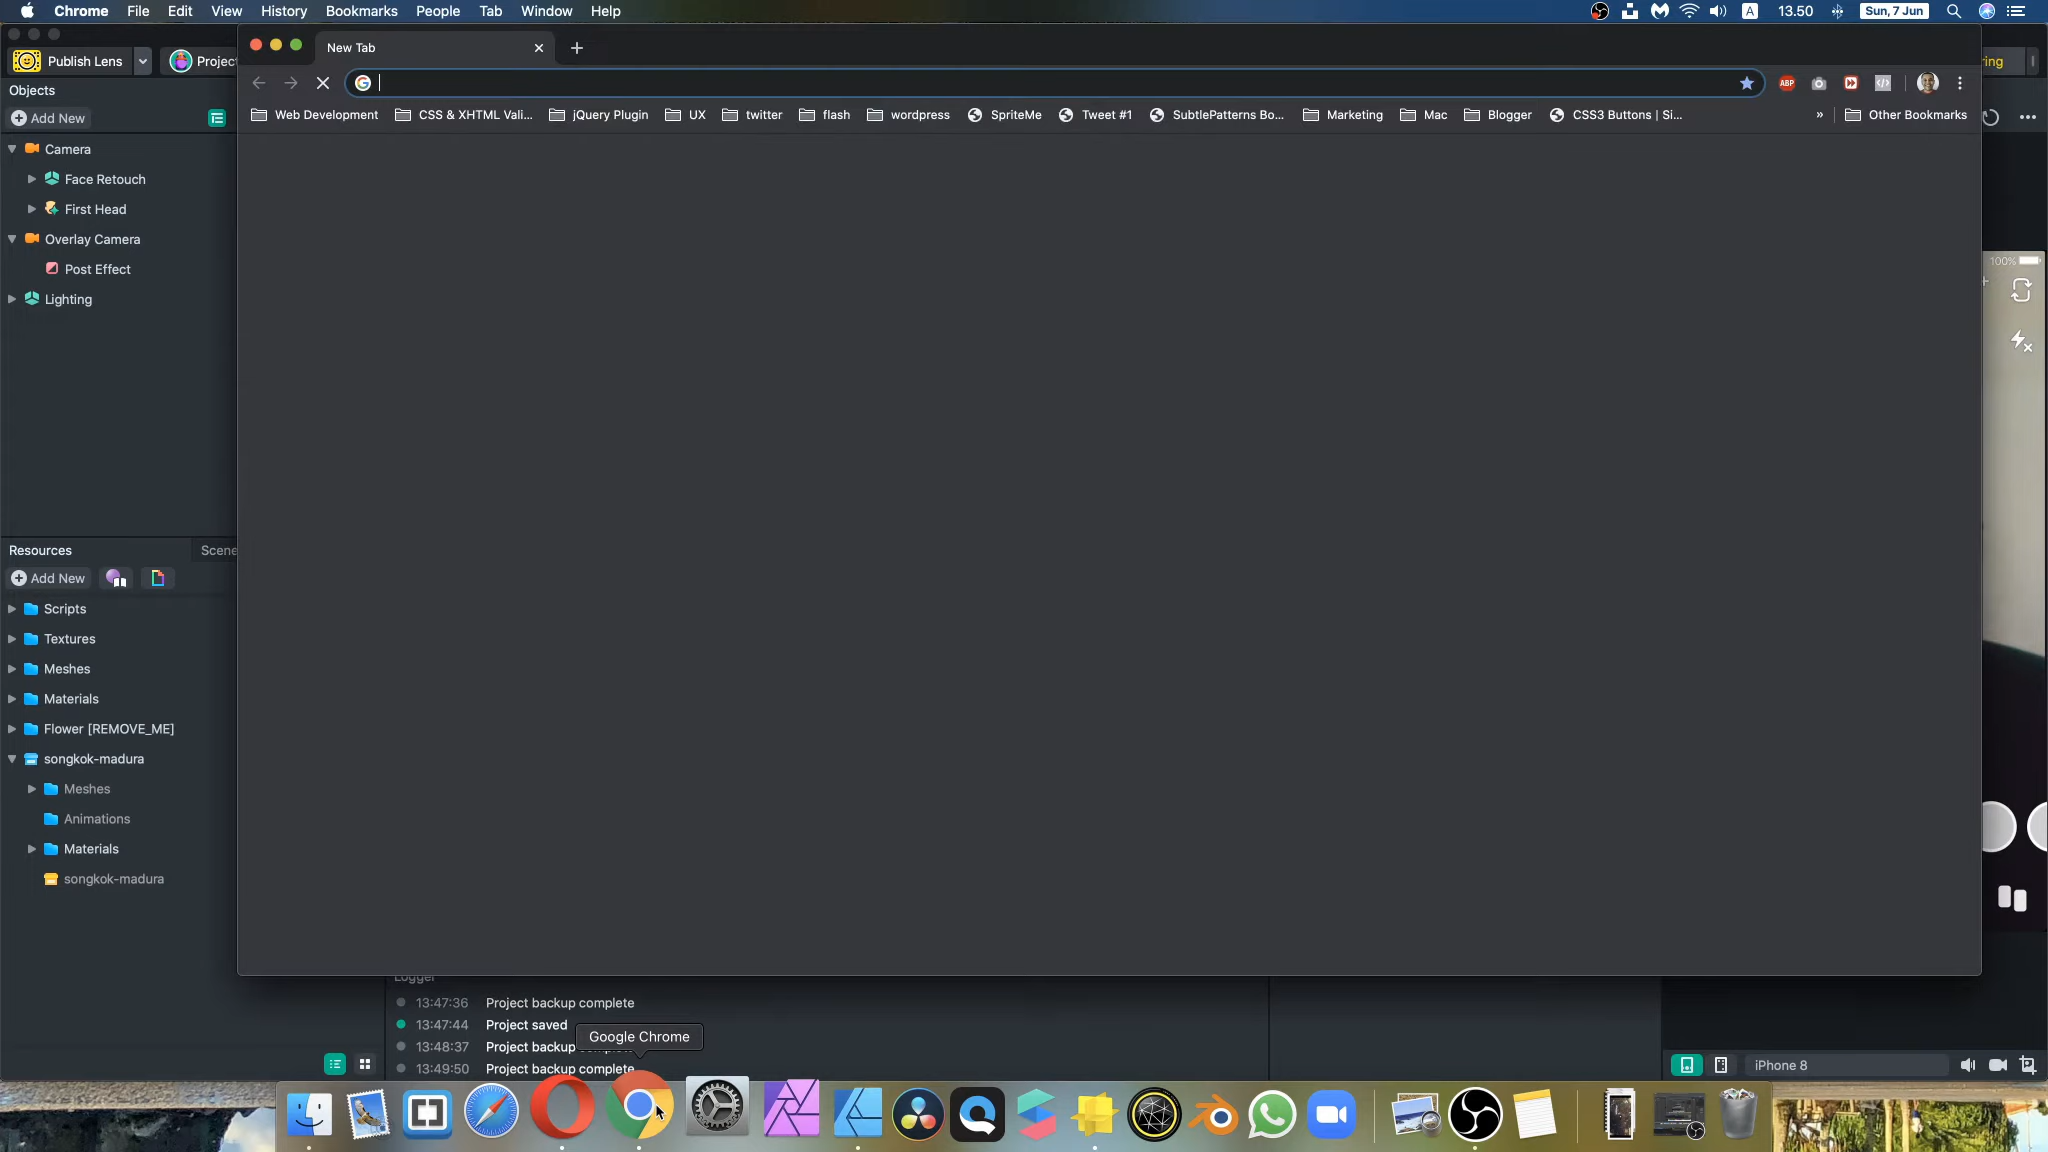 Chrome File Edit View History Bookmarks People Tab Window Help
A 13.50 Sun, 7 Jun
Publish Lens
New Tab
Objects
Add New
ABP
Web Development CSS & XHTML Vali... jQuery Plugin UX twitter flash wordpress SpriteMe Tweet #1 SubtlePatterns Bo... Marketing Mac Blogger CSS3 Buttons | Si... » Other Bookmarks
Camera
Face Retouch
First Head
Overlay Camera
Post Effect
Lighting
100%
Resources
Scene
Add New
Scripts
Textures
Meshes
Materials
Flower [REMOVE_ME]
songkok-madura
Meshes
Animations
Materials
songkok-madura
Logger
13:47:36 Project backup complete
13:47:44 Project saved
13:48:37 Project backup
13:49:50 Project backup complete
Google Chrome
iPhone 8